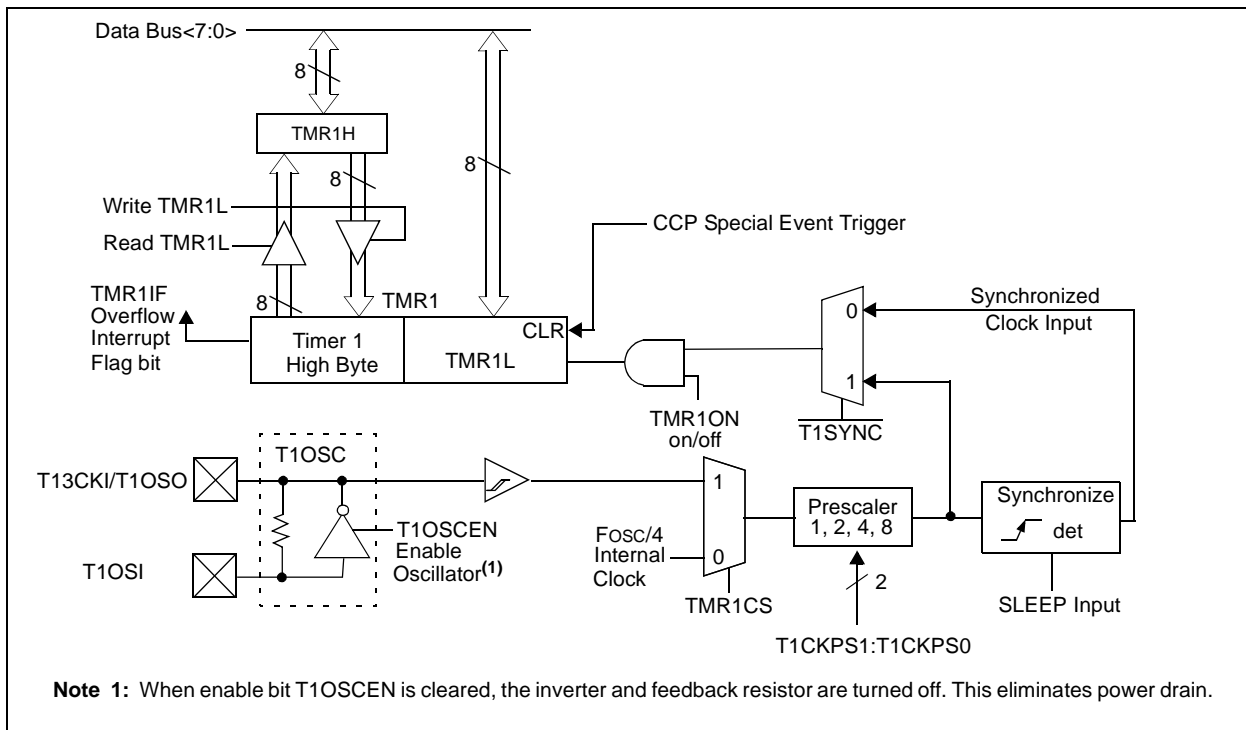 Data Bus<7:0>
8
TMR1H
8
8
Write TMR1L
Read TMR1L
CCP Special Event Trigger
8
TMR1
TMR1IF
Overflow
Interrupt
Flag bit
Timer 1
High Byte
CLR
TMR1L
0
1
Synchronized
Clock Input
TMR1ON
on/off
T1SYNC
T1OSC
T13CKI/T1OSO
T1OSI
T1OSCEN
Enable
Oscillator(1)
FOSC/4
Internal
Clock
1
0
TMR1CS
Prescaler
1, 2, 4, 8
2
T1CKPS1:T1CKPS0
Synchronize
det
SLEEP Input
Note 1: When enable bit T1OSCEN is cleared, the inverter and feedback resistor are turned off. This eliminates power drain.